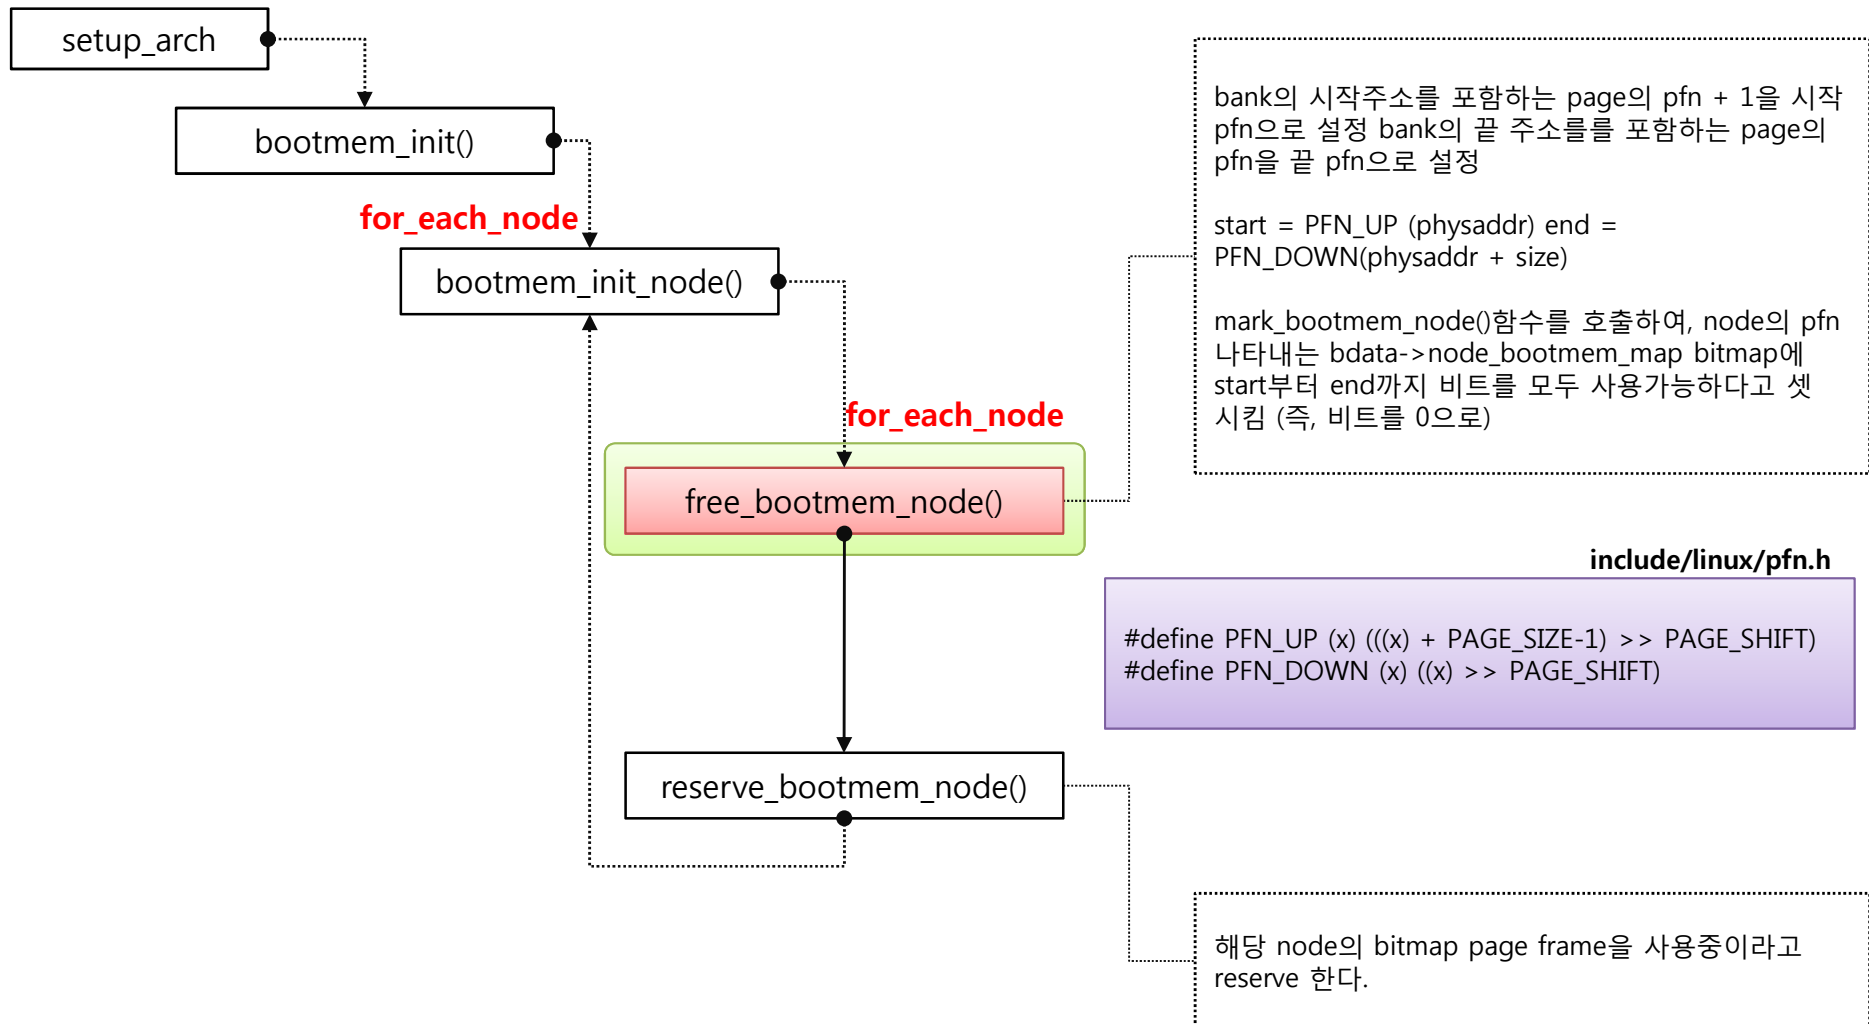 setup_arch
bootmem_init()
for_each_node
bootmem_init_node()
for_each_node
free_bootmem_node()
reserve_bootmem_node()
bank의 시작주소를 포함하는 page의 pfn + 1을 시작
pfn으로 설정 bank의 끝 주소를를 포함하는 page의
pfn을 끝 pfn으로 설정
start = PFN_UP (physaddr) end =
PFN_DOWN(physaddr + size)
mark_bootmem_node()함수를 호출하여, node의 pfn
나타내는 bdata->node_bootmem_map bitmap에
start부터 end까지 비트를 모두 사용가능하다고 셋
시킴 (즉, 비트를 0으로)
include/linux/pfn.h
#define PFN_UP (x) (((x) + PAGE_SIZE-1) >> PAGE_SHIFT)
#define PFN_DOWN (x) ((x) >> PAGE_SHIFT)
해당 node의 bitmap page frame을 사용중이라고
reserve 한다.